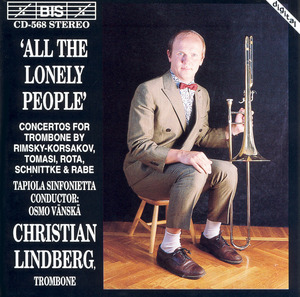 BIS
CD-568 STEREO
digital
'ALL THE
LONELY
PEOPLE'
CONCERTOS FOR
TROMBONE BY
RIMSKY-KORSAKOV,
TOMASI, ROTA,
SCHNITTKE & RABE
TAPIOLA SINFONIETTA
CONDUCTOR:
OSMO VÄNSKÄ
CHRISTIAN
LINDBERG,
TROMBONE